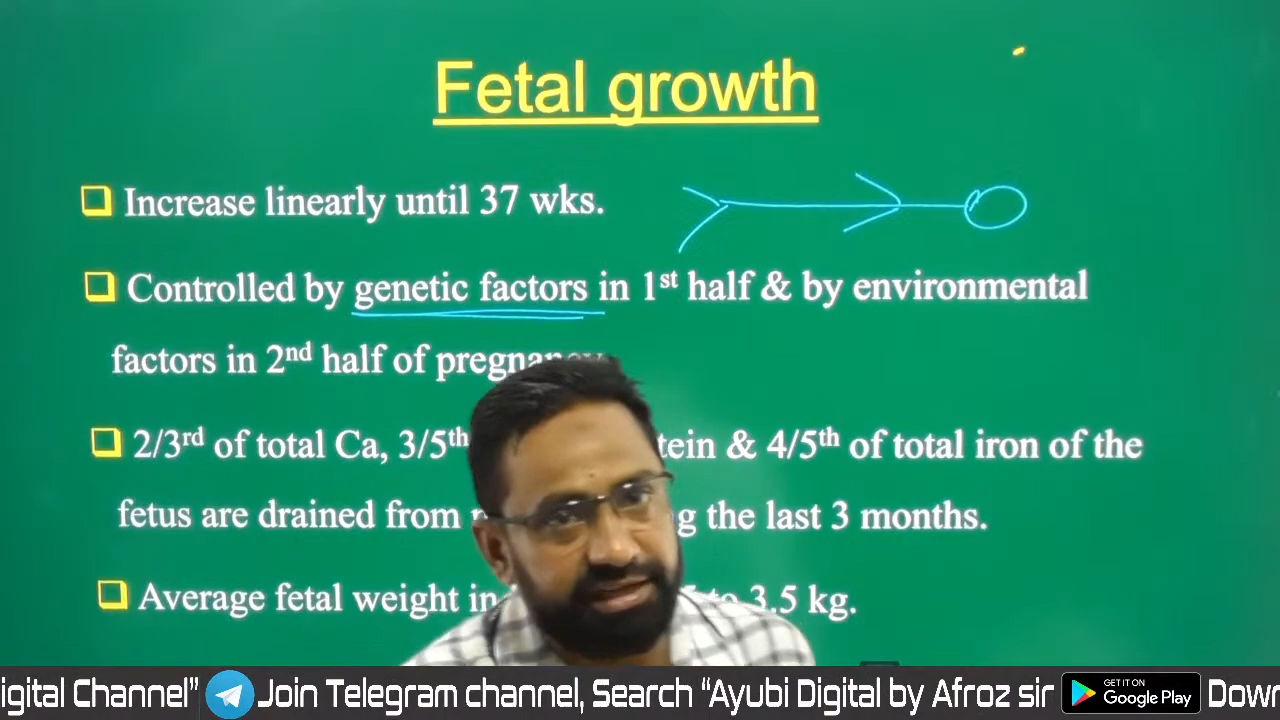 Fetal growth
Increase linearly until 37 wks.
Controlled by genetic factors in 1st half & by environmental
factors in 2nd half of pregnancy
2/3rd of total Ca, 3/5th & 4/5th of total iron of the
fetus are drained from the last 3 months.
Average fetal weight in to 3.5 kg.
igital Channel” Join Telegram channel, Search “Ayubi Digital by Afroz sir GET IT ON Google Play Dow